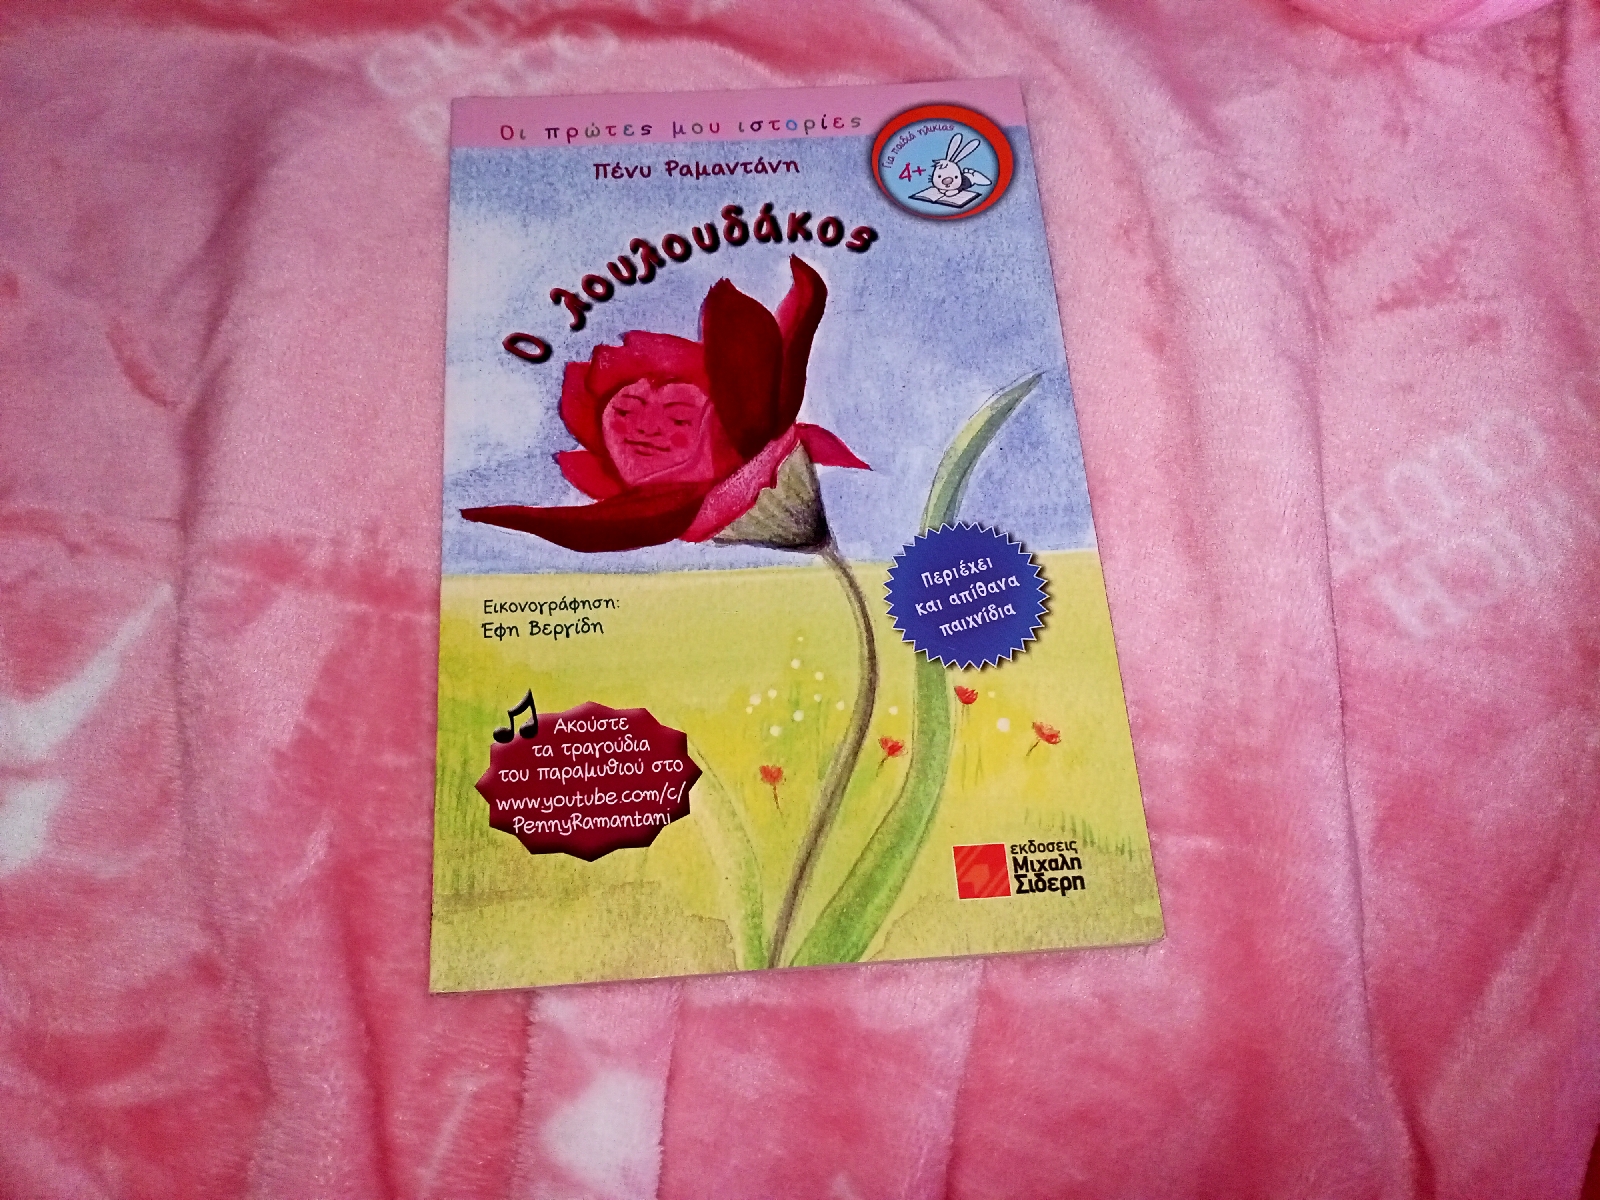 Οι πρώτες μου ιστορίες
Για παιδιά ηλικίας
4+
Πένυ Ραμαντάνη
Ο λουλουδάκος
Περιέχει
και απίθανα
παιχνίδια
Εικονογράφηση:
Έφη Βεργίδη
Ακούστε
τα τραγούδια
του παραμυθιού στο
www.youtube.com/c/
PennyRamantani
εκδοσεις
Μιχαλη
Σιδερη